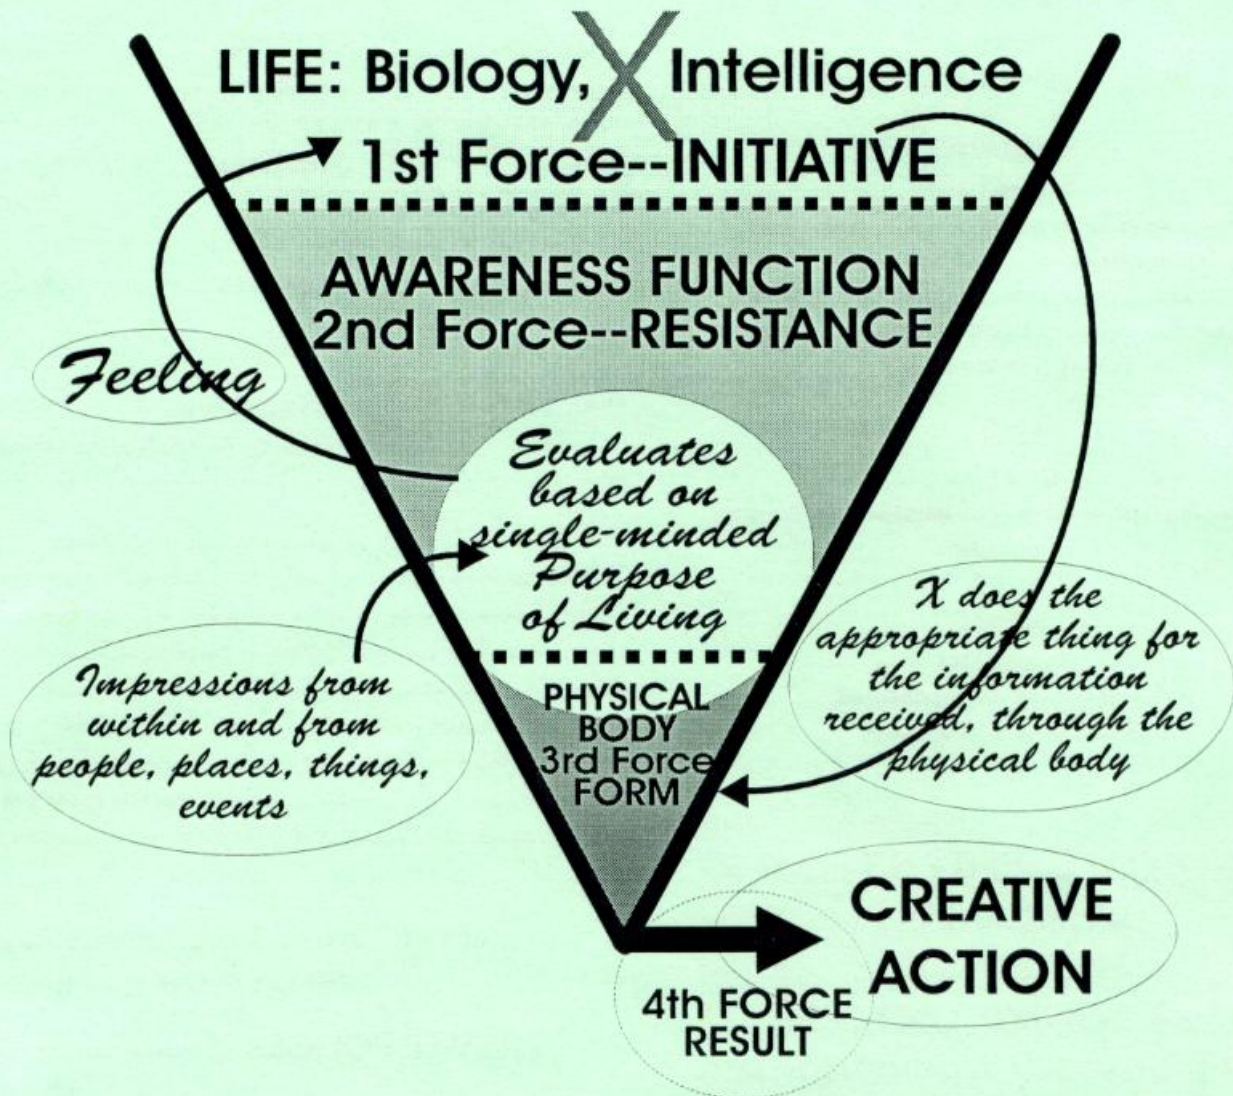 LIFE: Biology, X Intelligence
1st Force--INITIATIVE
AWARENESS FUNCTION
2nd Force--RESISTANCE
Feeling
Evaluates
based on
single-minded
Purpose
of Living
Impressions from
within and from
people, places, things,
events
X does the
appropriate thing for
the information
received, through the
physical body
PHYSICAL
BODY
3rd Force
FORM
CREATIVE
ACTION
4th FORCE
RESULT